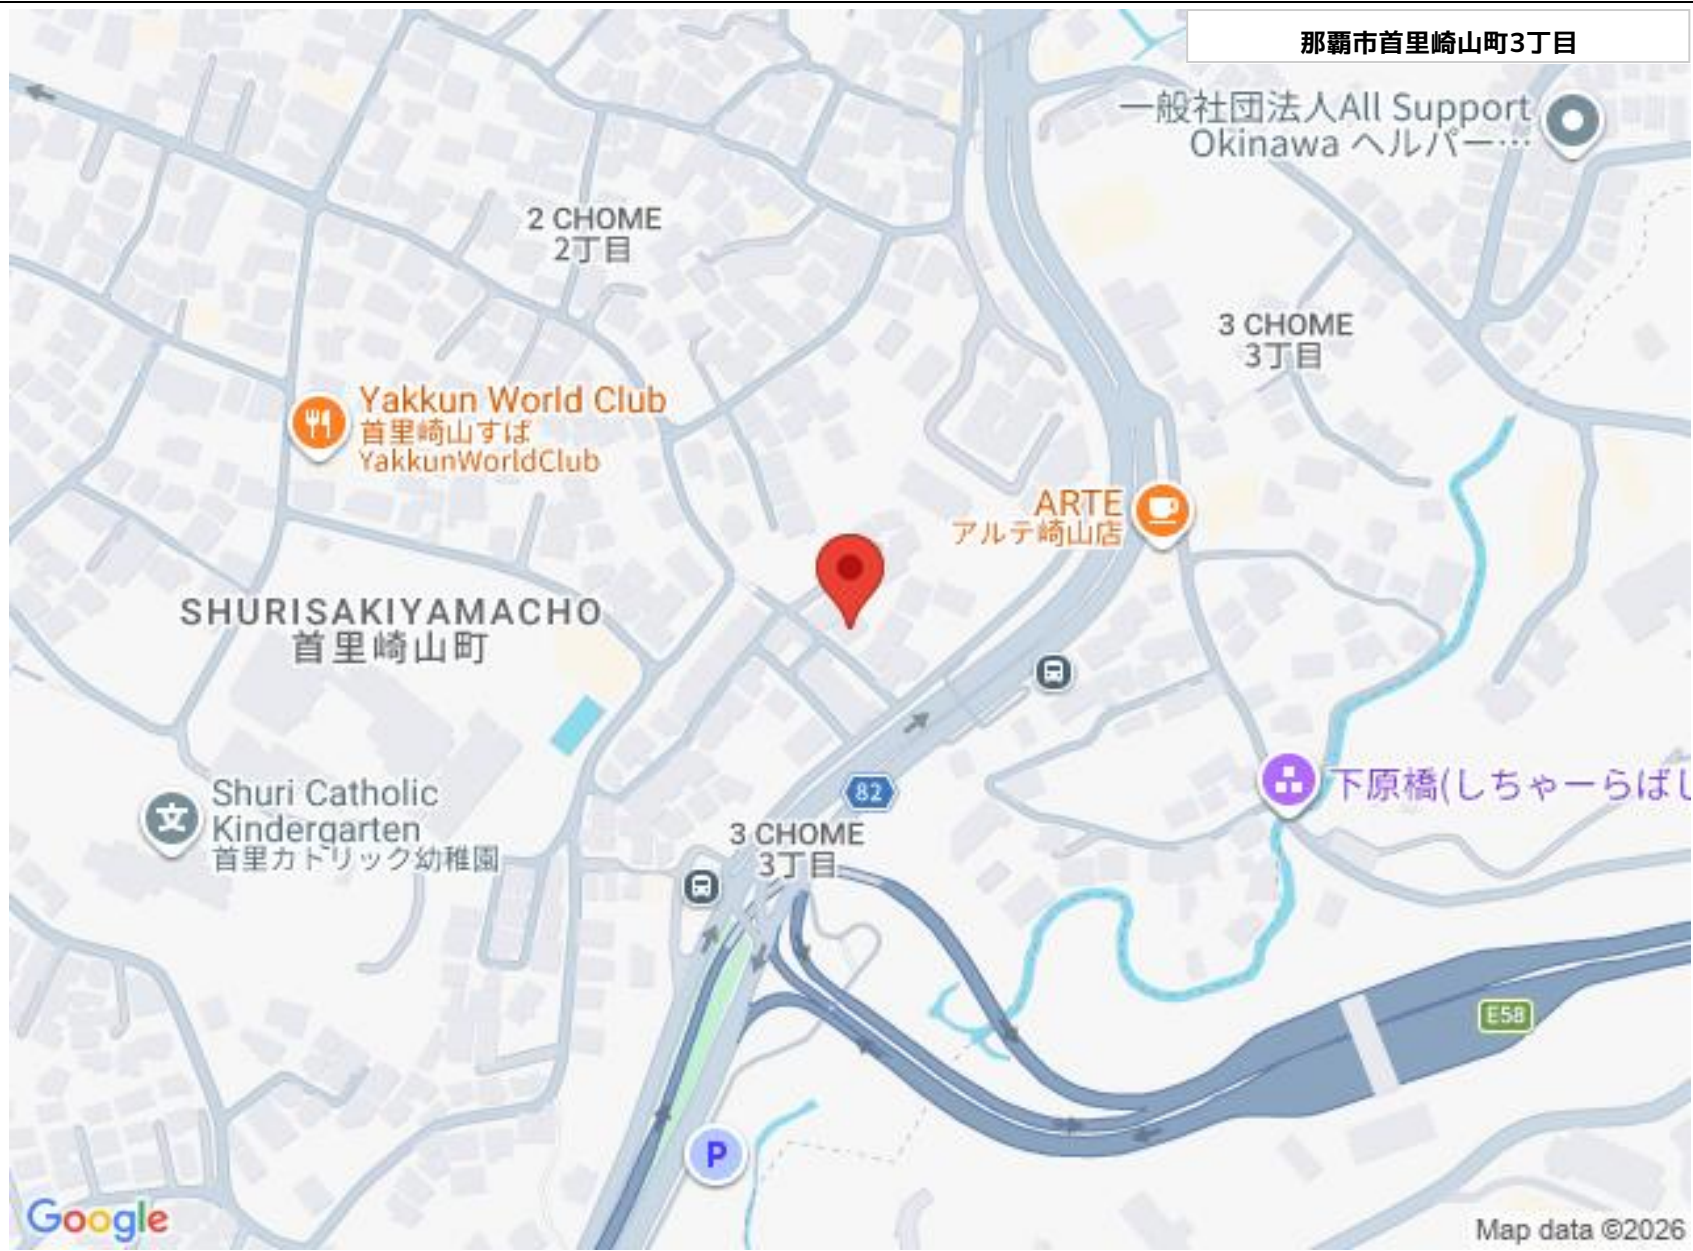 那覇市首里崎山町3丁目
一般社団法人All Support
Okinawa ヘルパー…
2 CHOME
2丁目
3 CHOME
3丁目
Yakkun World Club
首里崎山すば
YakkunWorldClub
ARTE
アルテ崎山店
SHURISAKIYAMACHO
首里崎山町
下原橋(しちゃーらばし
82
Shuri Catholic
Kindergarten
首里カトリック幼稚園
3 CHOME
3丁目
文
E58
P
Google
Map data ©2026